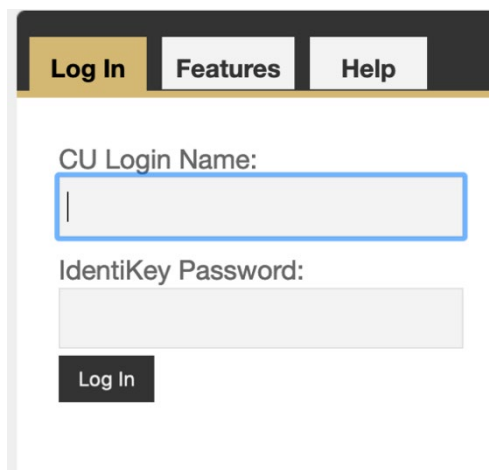 Log In Features Help
CU Login Name:
IdentiKey Password:
Log In